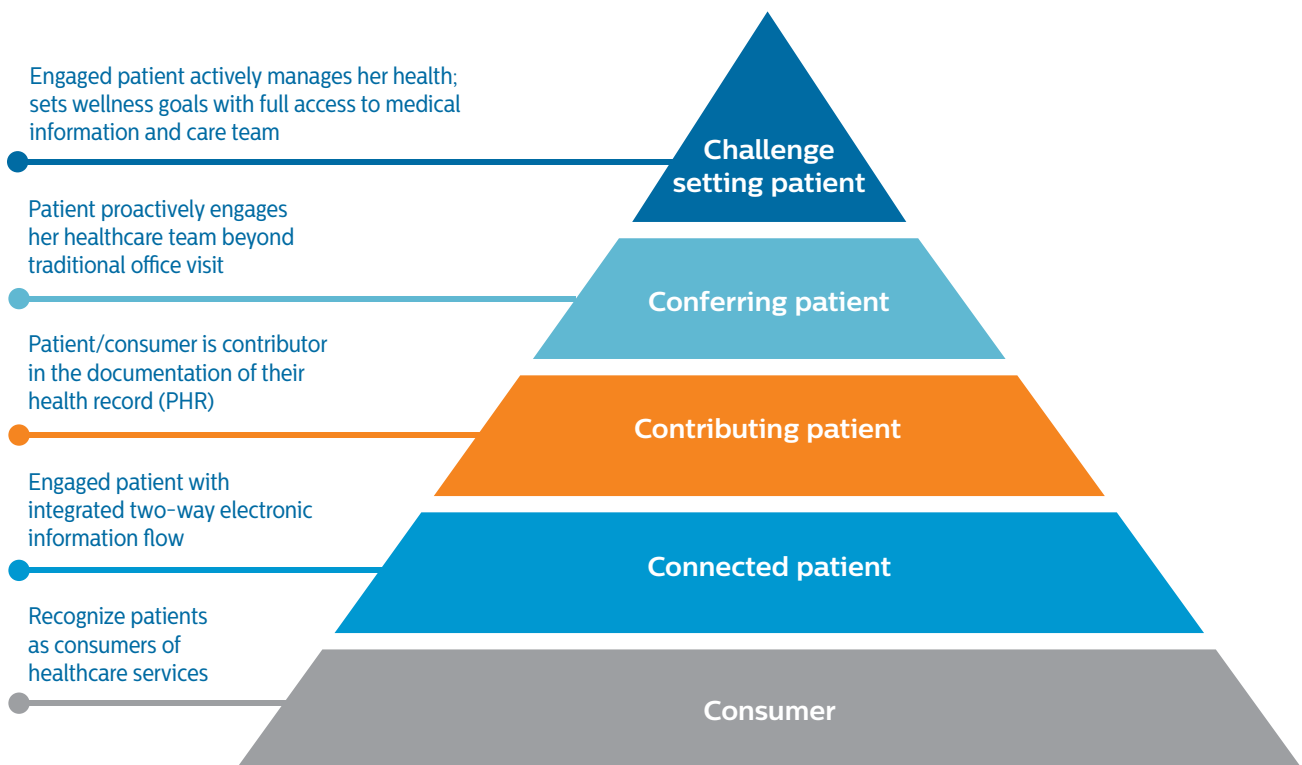 Engaged patient actively manages her health;
sets wellness goals with full access to medical
information and care team
Challenge
setting patient
Patient proactively engages
her healthcare team beyond
traditional office visit
Conferring patient
Patient/consumer is contributor
in the documentation of their
health record (PHR)
Contributing patient
Engaged patient with
integrated two-way electronic
information flow
Connected patient
Recognize patients
as consumers of
healthcare services
Consumer